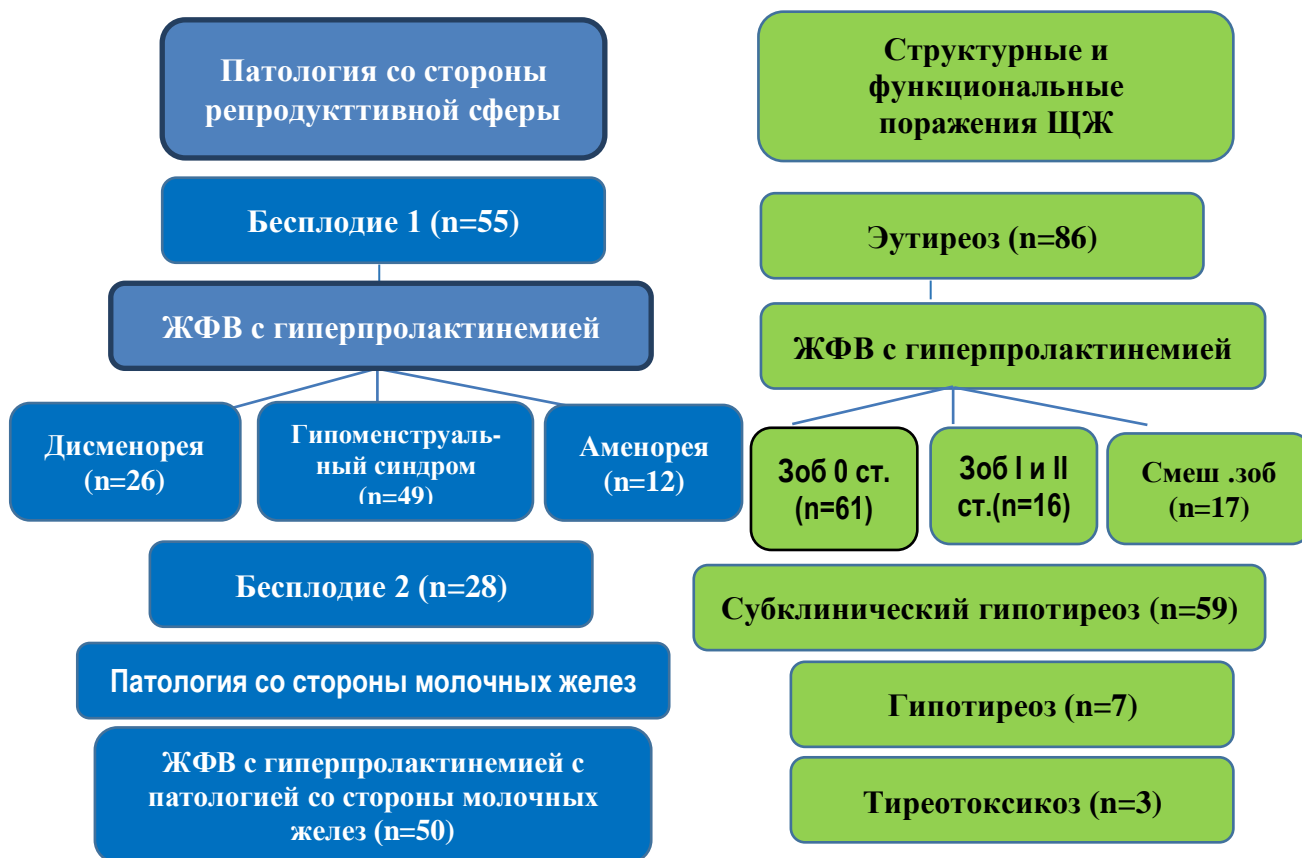 Патология со стороны
репродукттивной сферы
Бесплодие 1 (n=55)
ЖФВ с гиперпролактинемией
Дисменорея
(n=26)
Гипоменструаль-
ный синдром
(n=49)
Аменорея
(n=12)
Бесплодие 2 (n=28)
Патология со стороны молочных желез
ЖФВ с гиперпролактинемией с
патологией со стороны молочных
желез (n=50)
Структурные и
функциональные
поражения ЩЖ
Эутиреоз (n=86)
ЖФВ с гиперпролактинемией
Зоб 0 ст.
(n=61)
Зоб I и II
ст.(n=16)
Смеш .зоб
(n=17)
Субклинический гипотиреоз (n=59)
Гипотиреоз (n=7)
Тиреотоксикоз (n=3)